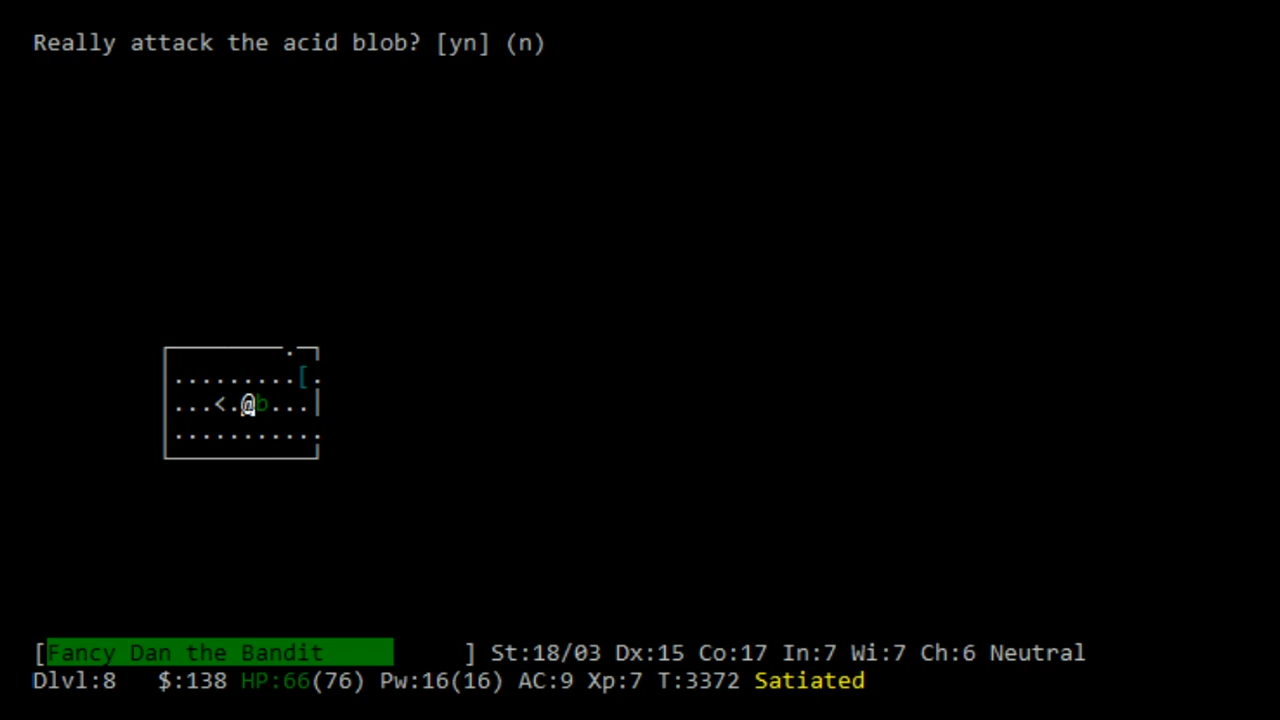 Really attack the acid blob? [yn] (n)
.
.........[.
...<.@b...|
...........
[Fancy Dan the Bandit ] St:18/03 Dx:15 Co:17 In:7 Wi:7 Ch:6 Neutral
Dlvl:8 $:138 HP:66(76) Pw:16(16) AC:9 Xp:7 T:3372 Satiated